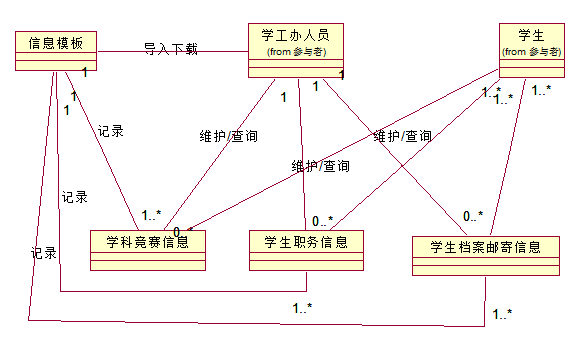 信息模板
学工办人员
(from 参与者)
学生
(from 参与者)
导入下载
1
1
1
1
1
1
1
1..*
1..*
1..*
记录
维护/查询
维护/查询
维护/查询
记录
记录
1..*
0..
0..*
0..*
学科竞赛信息
学生职务信息
学生档案邮寄信息
1..*
1..*